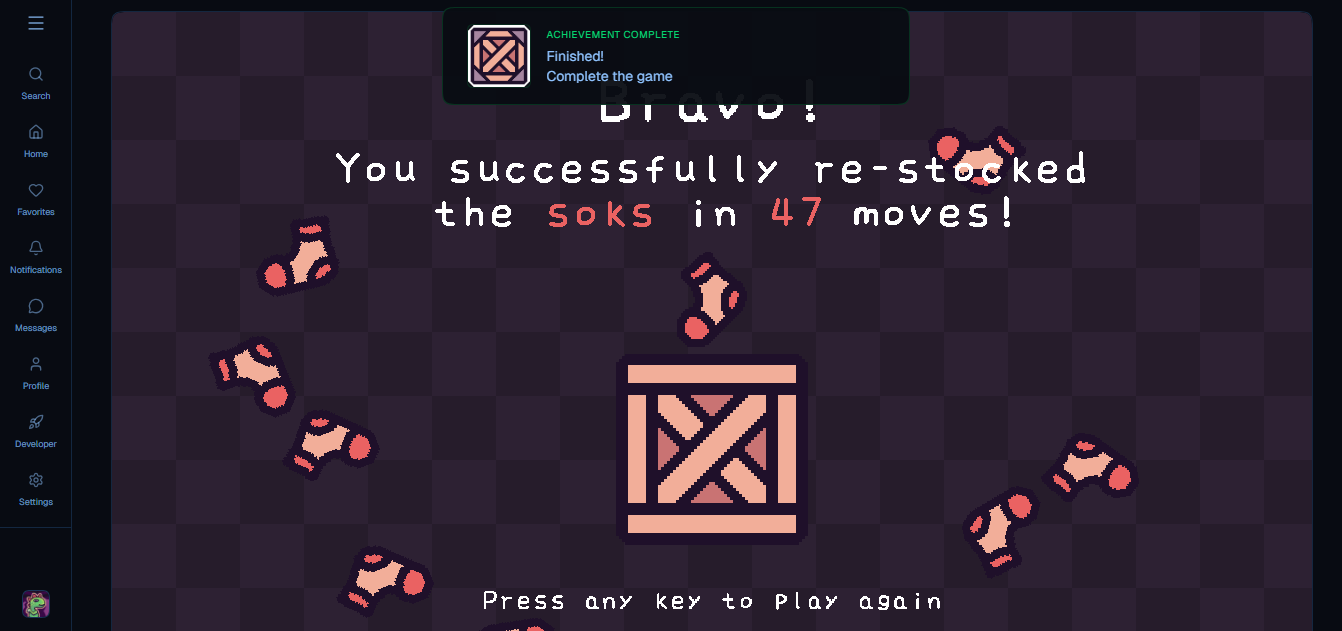 ACHIEVEMENT COMPLETE
Finished!
Complete the game
Bravo!
You successfully re-stocked
the soks in 47 moves!
Press any key to play again
Search
Home
Favorites
Notifications
Messages
Profile
Developer
Settings